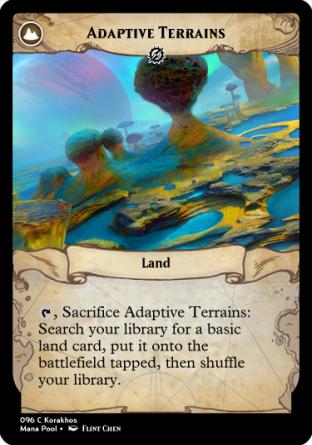 Adaptive Terrains
Land
, Sacrifice Adaptive Terrains:
Search your library for a basic
land card, put it onto the
battlefield tapped, then shuffle
your library.
096 C Korakhos
Mana Pool • Flint Chen